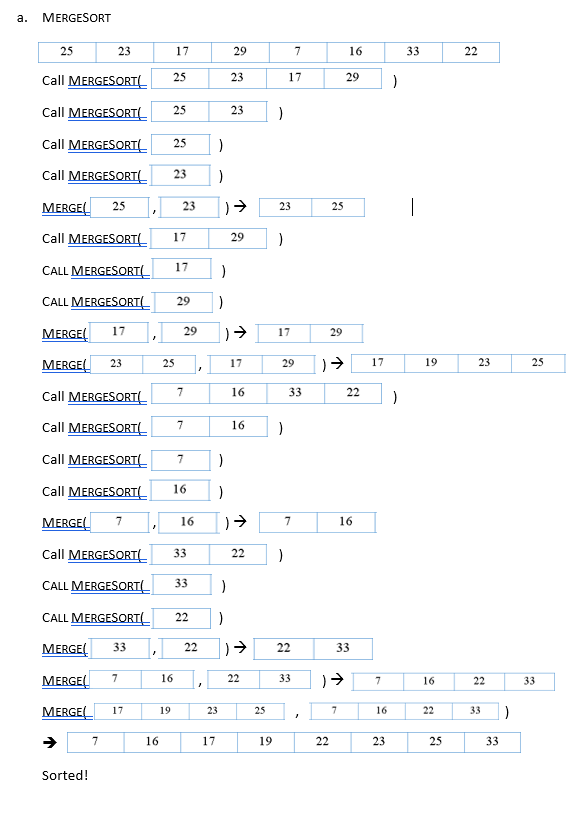 a. MERGESORT
25 23 17 29 7 16 33 22
Call MERGESORT( 25 23 17 29 )
Call MERGESORT( 25 23 )
Call MERGESORT( 25 )
Call MERGESORT( 23 )
MERGE( 25 , 23 ) → 23 25
Call MERGESORT( 17 29 )
CALL MERGESORT( 17 )
CALL MERGESORT( 29 )
MERGE( 17 , 29 ) → 17 29
MERGE( 23 25 , 17 29 ) → 17 19 23 25
Call MERGESORT( 7 16 33 22 )
Call MERGESORT( 7 16 )
Call MERGESORT( 7 )
Call MERGESORT( 16 )
MERGE( 7 , 16 ) → 7 16
Call MERGESORT( 33 22 )
CALL MERGESORT( 33 )
CALL MERGESORT( 22 )
MERGE( 33 , 22 ) → 22 33
MERGE( 7 16 , 22 33 ) → 7 16 22 33
MERGE( 17 19 23 25 , 7 16 22 33 )
→ 7 16 17 19 22 23 25 33
Sorted!